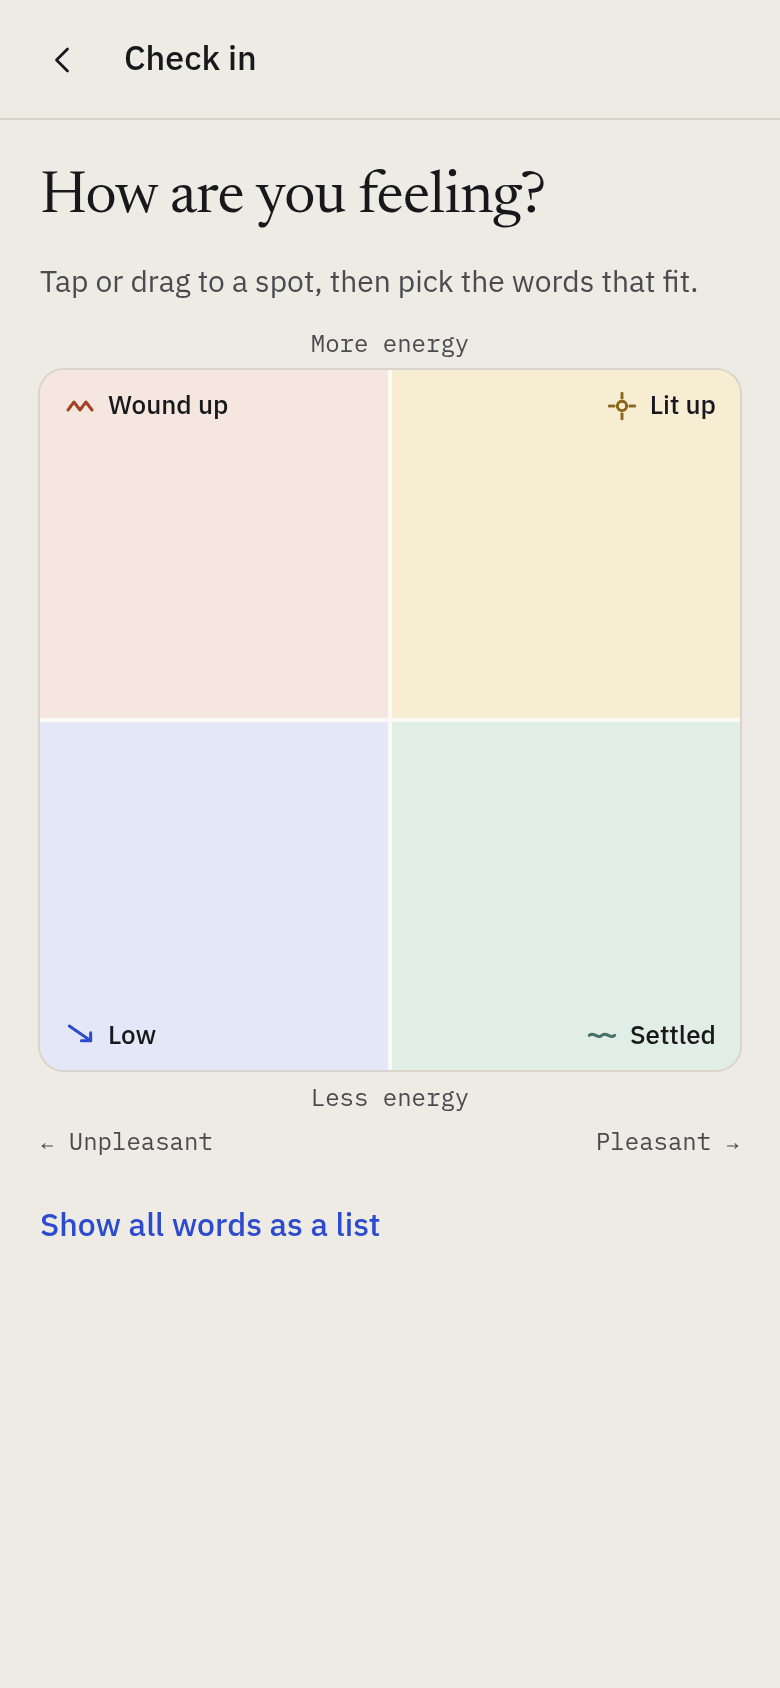 Check in
How are you feeling?
Tap or drag to a spot, then pick the words that fit.
More energy
Wound up
Lit up
Low
Settled
Less energy
← Unpleasant
Pleasant →
Show all words as a list